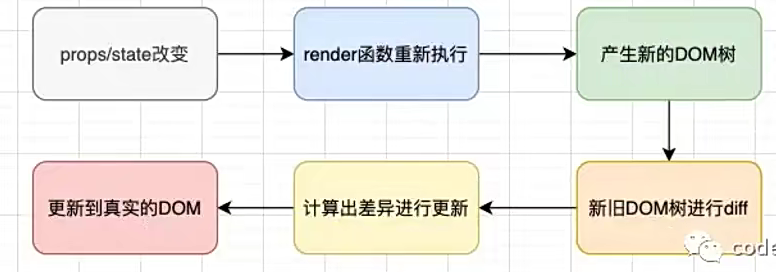 props/state改变
render函数重新执行
产生新的DOM树
新旧DOM树进行diff
计算出差异进行更新
更新到真实的DOM